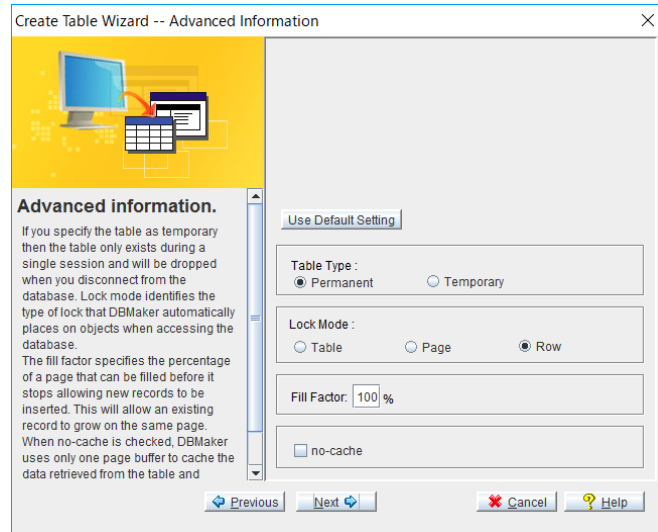 Create Table Wizard -- Advanced Information
Advanced information.
If you specify the table as temporary
then the table only exists during a
single session and will be dropped
when you disconnect from the
database. Lock mode identifies the
type of lock that DBMaker automatically
places on objects when accessing the
database.
The fill factor specifies the percentage
of a page that can be filled before it
stops allowing new records to be
inserted. This will allow an existing
record to grow on the same page.
When no-cache is checked, DBMaker
uses only one page buffer to cache the
data retrieved from the table and
Use Default Setting
Table Type :
Permanent Temporary
Lock Mode :
Table Page Row
Fill Factor: 100 %
no-cache
Previous Next Cancel Help